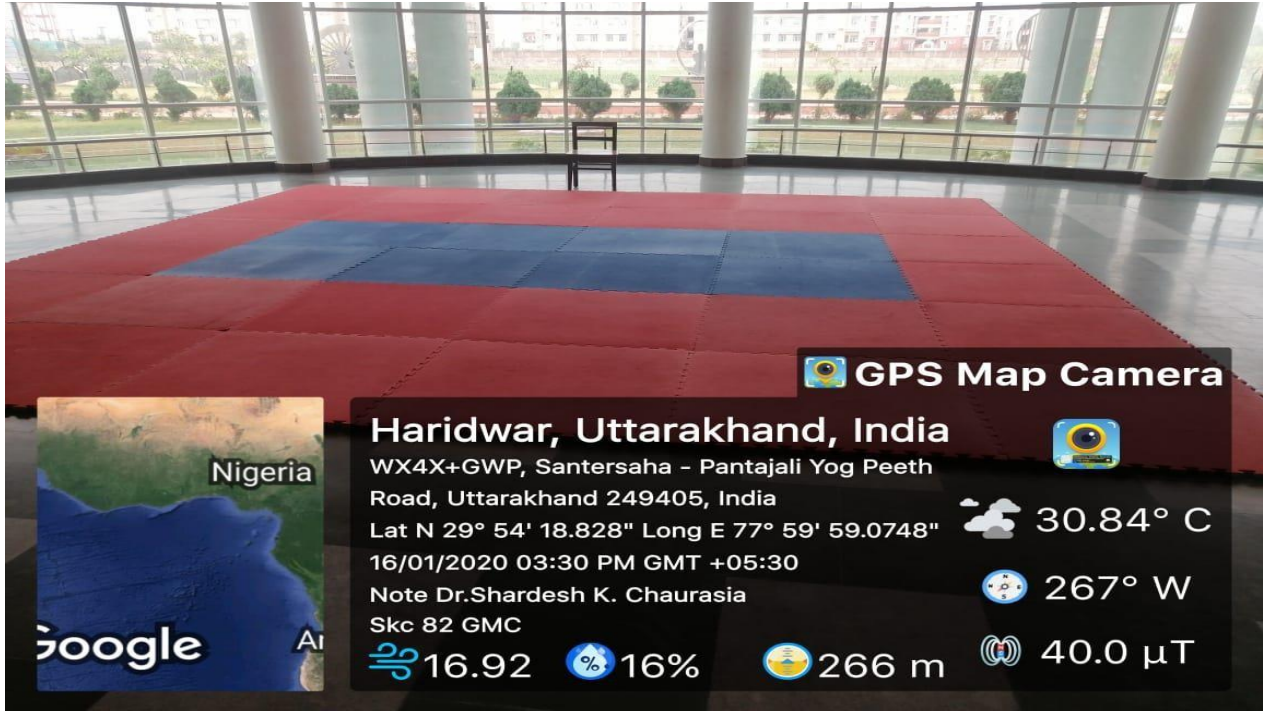 GPS Map Camera
Haridwar, Uttarakhand, India
WX4X+GWP, Santersaha - Pantajali Yog Peeth
Road, Uttarakhand 249405, India
Lat N 29° 54' 18.828" Long E 77° 59' 59.0748"
16/01/2020 03:30 PM GMT +05:30
Note Dr.Shardesh K. Chaurasia
Skc 82 GMC
16.92 % 16% 266 m
30.84° C
267° W
40.0 μT
Nigeria
Google